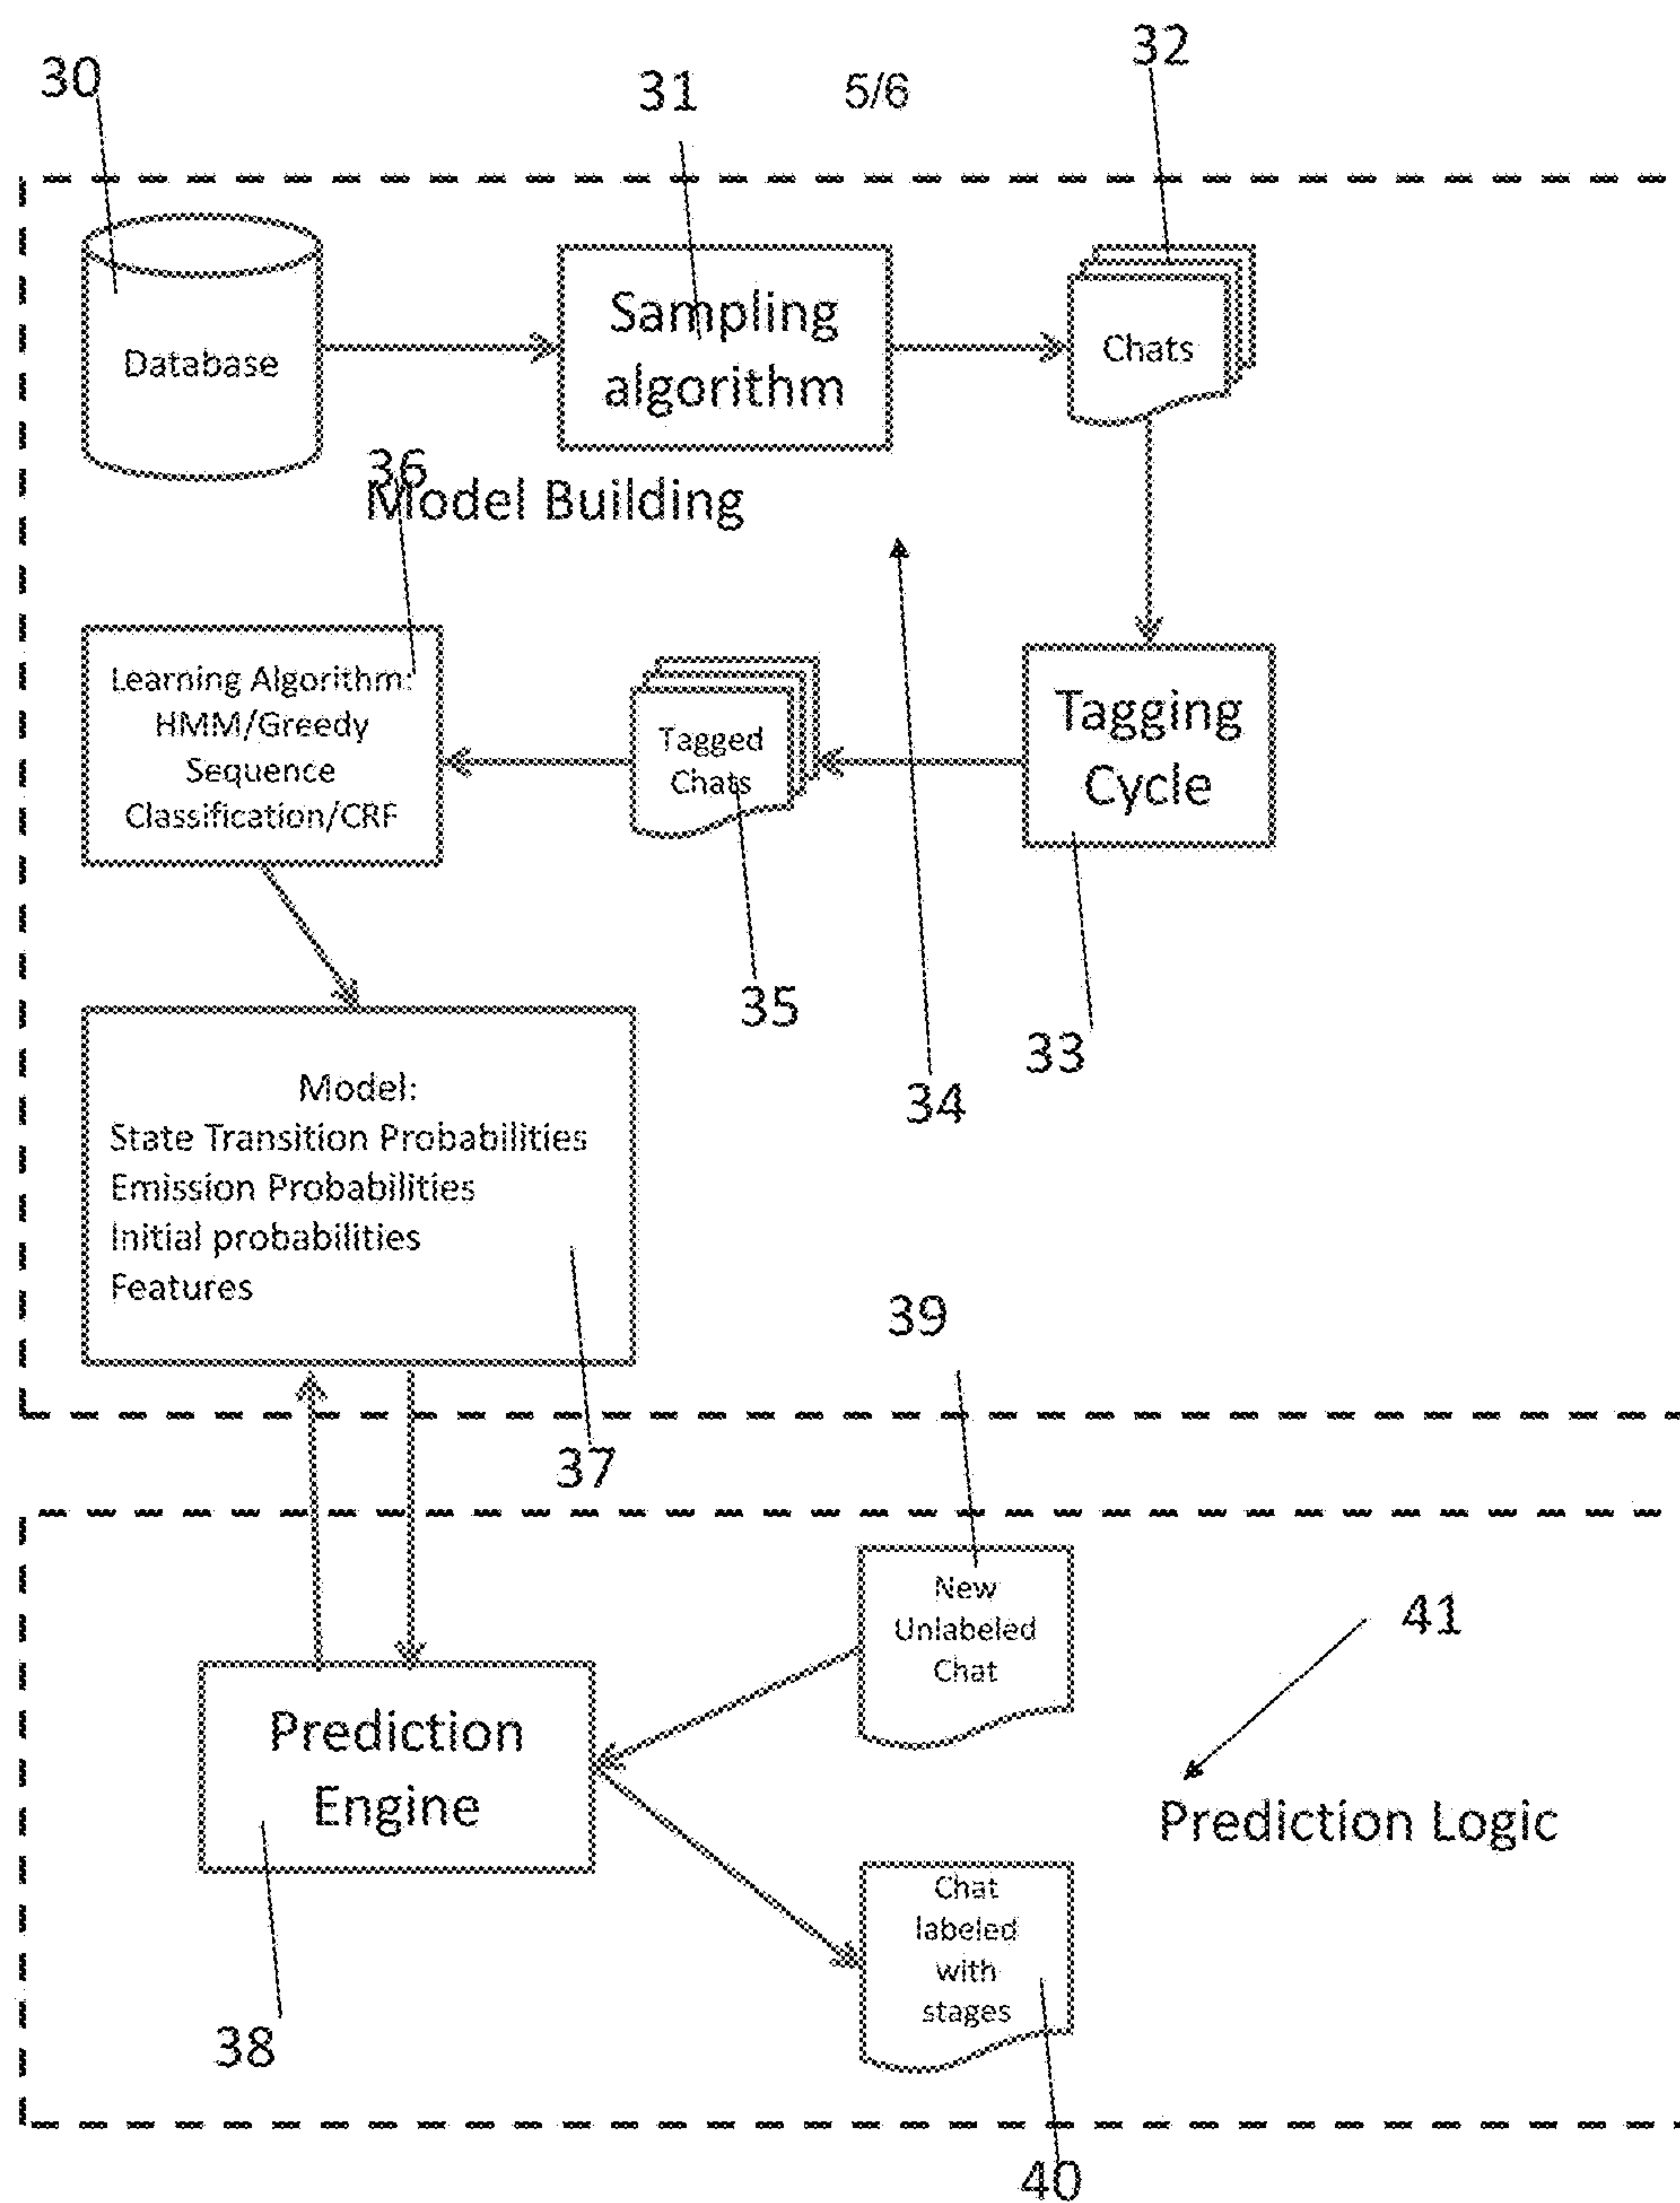 32
30
31
5/6
Database
Sampling
algorithm
Chats
36
Model Building
Learning Algorithm:
HMM/Greedy
Sequence
Classification/CRF
Tagged
Chats
Tagging
Cycle
35
33
34
Model:
State Transition Probabilities
Emission Probabilities
Initial probabilities
Features
39
37
New
Unlabeled
Chat
41
Prediction
Engine
Prediction Logic
Chat
labeled
with
stages
38
40